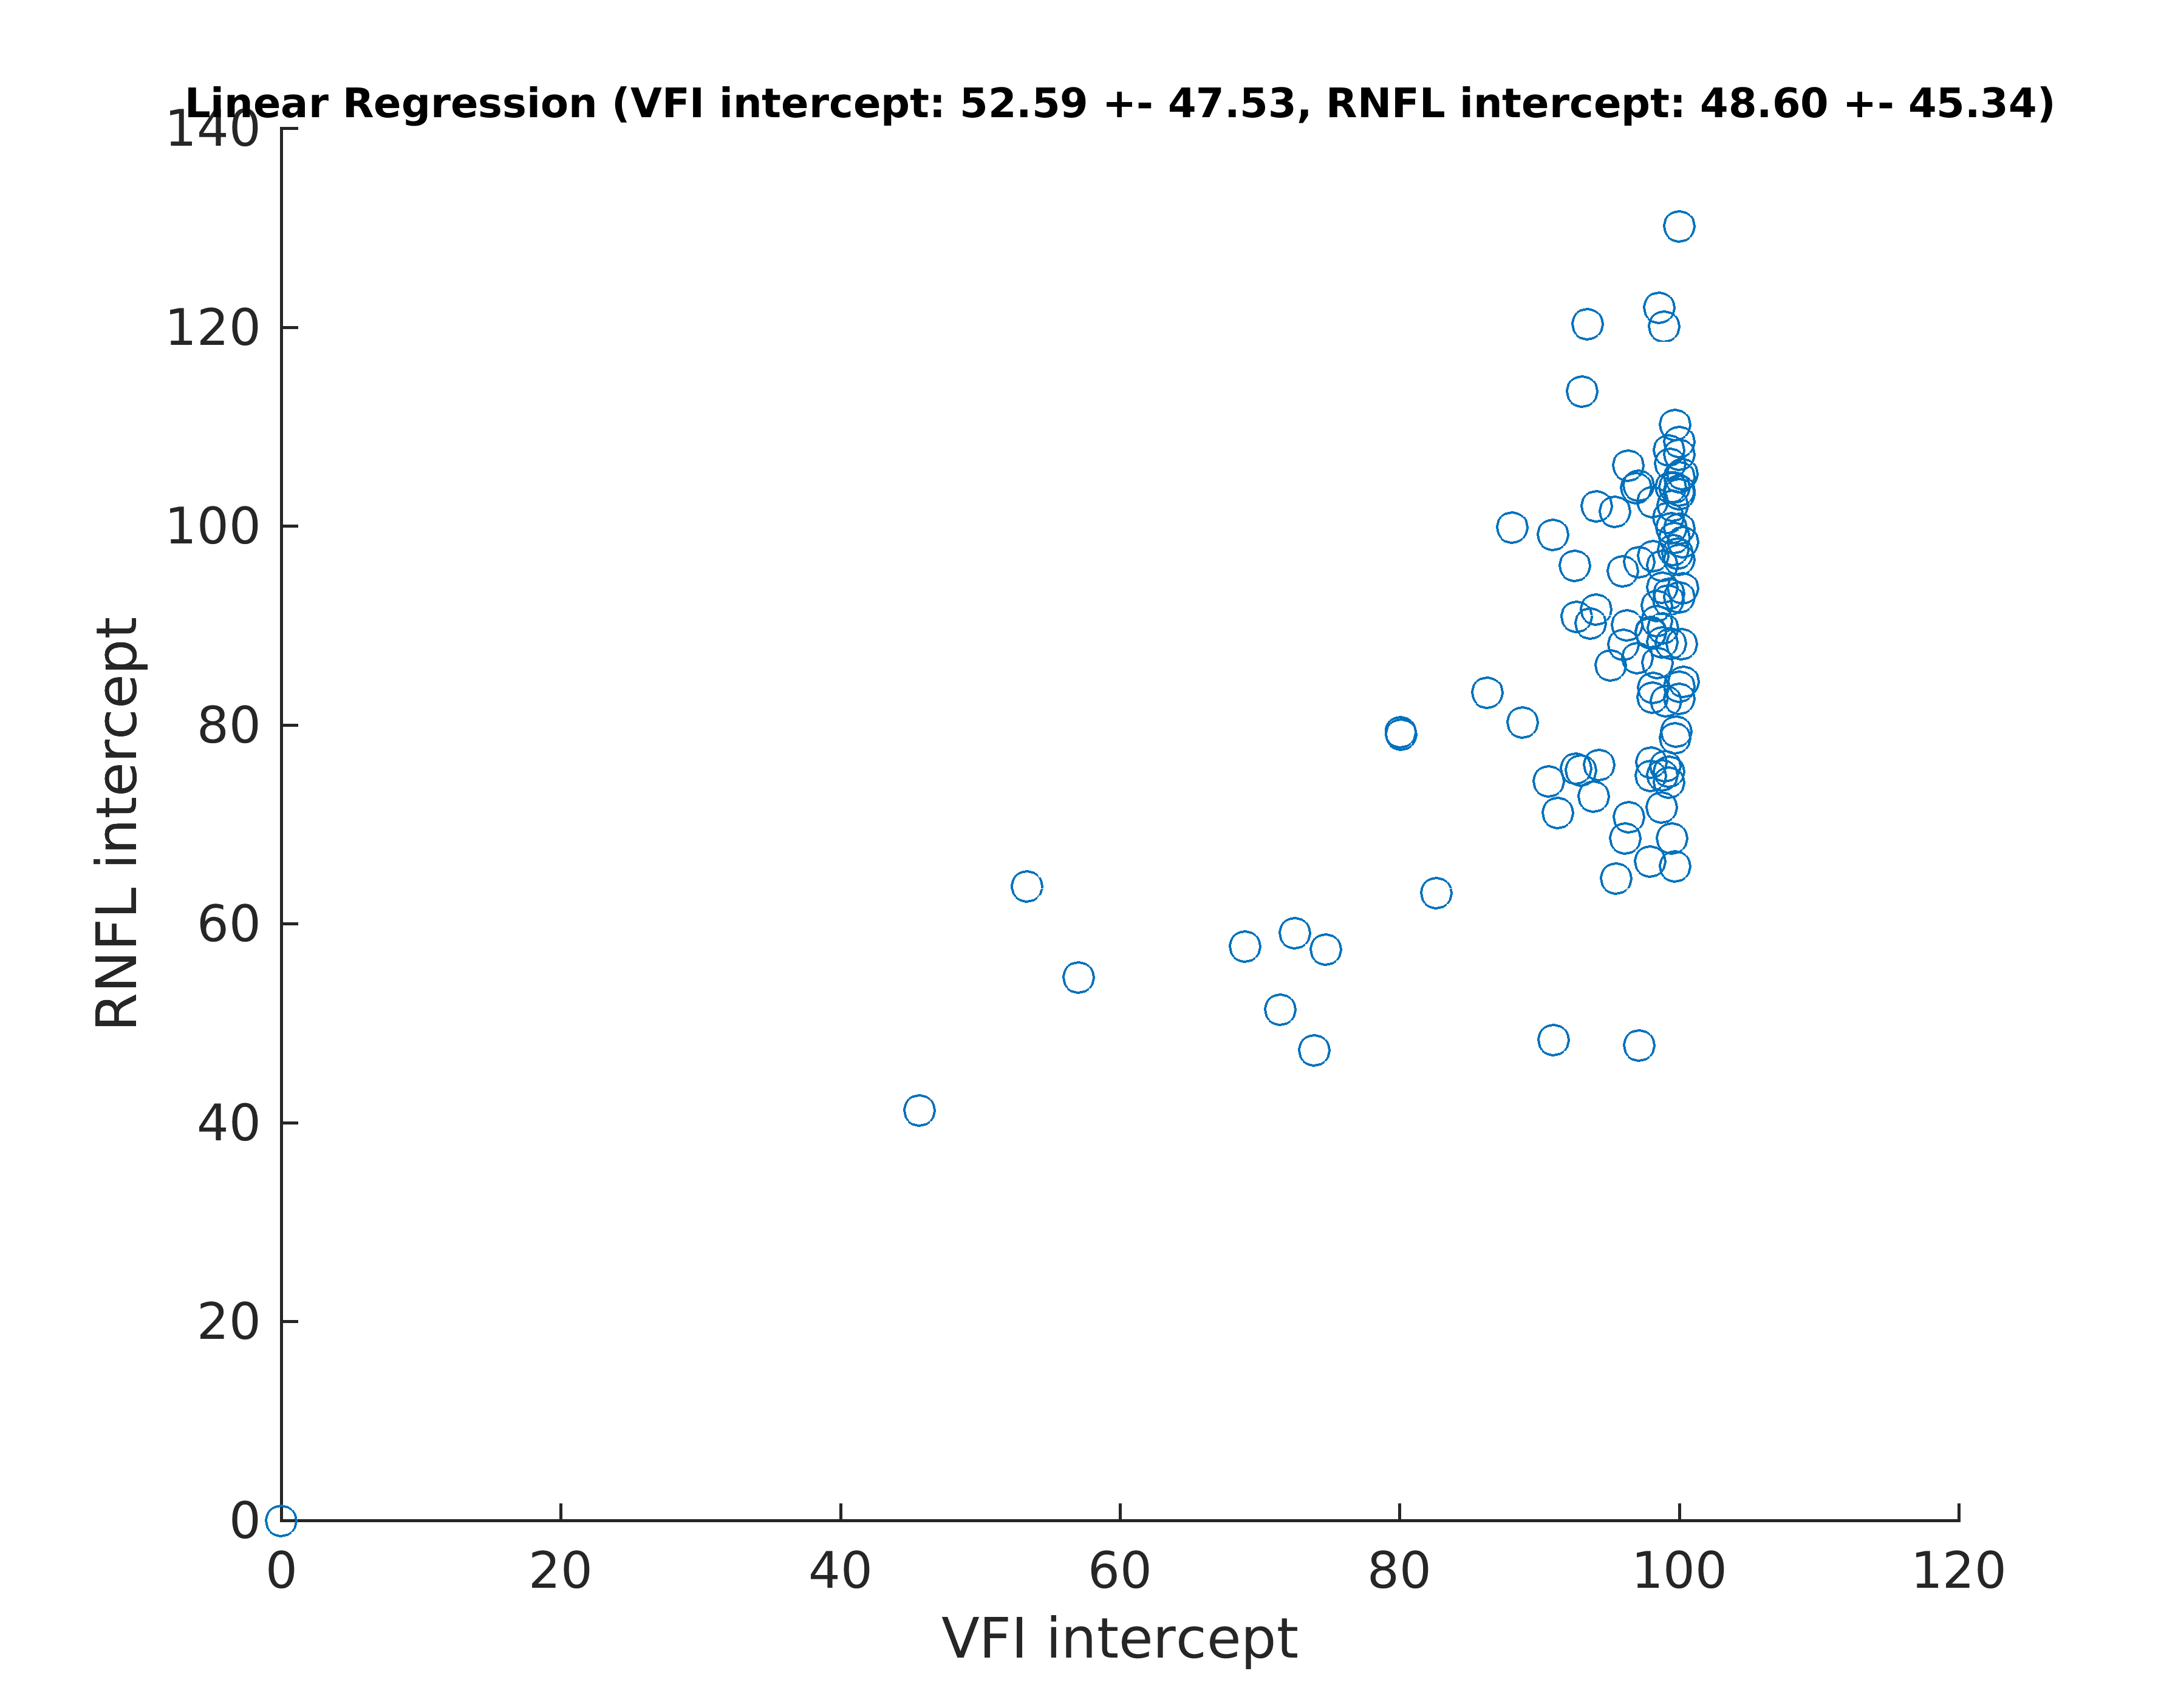 Linear Regression (VFI intercept: 52.59 +- 47.53, RNFL intercept: 48.60 +- 45.34)
140
120
100
80
60
40
20
0
RNFL intercept
0 20 40 60 80 100 120
VFI intercept